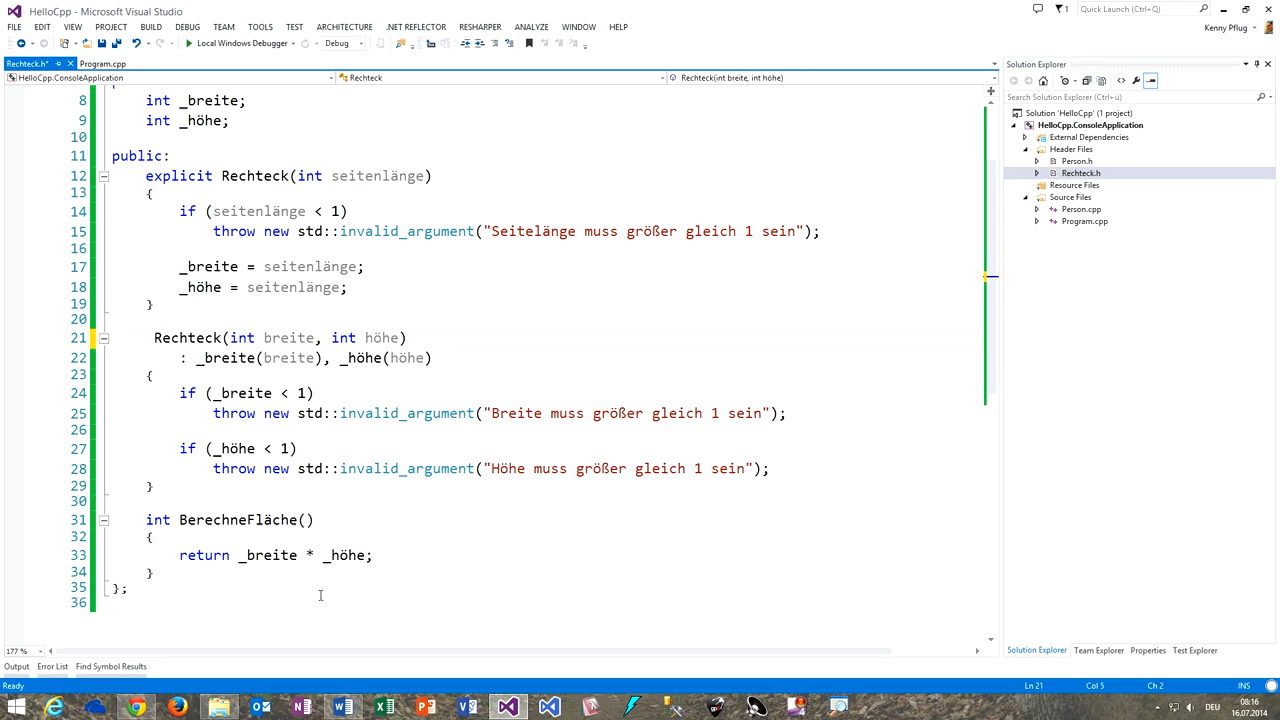 HelloCpp - Microsoft Visual Studio
Quick Launch (Ctrl+Q)
FILE EDIT VIEW PROJECT BUILD DEBUG TEAM TOOLS TEST ARCHITECTURE .NET REFLECTOR RESHARPER ANALYZE WINDOW HELP
Kenny Pflug
Local Windows Debugger Debug
Rechteck.h* Program.cpp
HelloCpp.ConsoleApplication Rechteck Rechteck(int breite, int höhe)
8 int _breite;
9 int _höhe;
10
11 public:
12 explicit Rechteck(int seitenlänge)
13 {
14 if (seitenlänge < 1)
15 throw new std::invalid_argument("Seitelänge muss größer gleich 1 sein");
16
17 _breite = seitenlänge;
18 _höhe = seitenlänge;
19 }
20
21 Rechteck(int breite, int höhe)
22 : _breite(breite), _höhe(höhe)
23 {
24 if (_breite < 1)
25 throw new std::invalid_argument("Breite muss größer gleich 1 sein");
26
27 if (_höhe < 1)
28 throw new std::invalid_argument("Höhe muss größer gleich 1 sein");
29 }
30
31 int BerechneFläche()
32 {
33 return _breite * _höhe;
34 }
35 };
36
177 %
Solution Explorer
Search Solution Explorer (Ctrl+ü)
Solution 'HelloCpp' (1 project)
HelloCpp.ConsoleApplication
External Dependencies
Header Files
Person.h
Rechteck.h
Resource Files
Source Files
Person.cpp
Program.cpp
Solution Explorer Team Explorer Properties Test Explorer
Output Error List Find Symbol Results
Ready Ln 21 Col 5 Ch 2 INS
DEU
08:16
16.07.2014